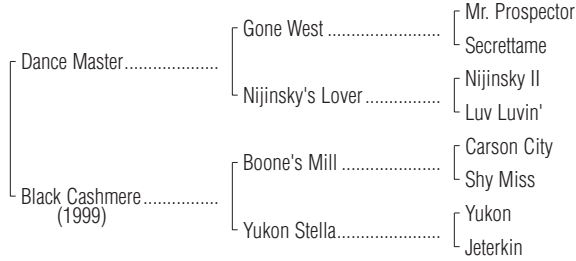 Mr. Prospector
Gone West ....................
Secrettame
Dance Master..................
Nijinsky II
Nijinsky's Lover..............
Luv Luvin'
Carson City
Boone's Mill ..................
Shy Miss
Black Cashmere..............
(1999)
Yukon
Yukon Stella...................
Jeterkin